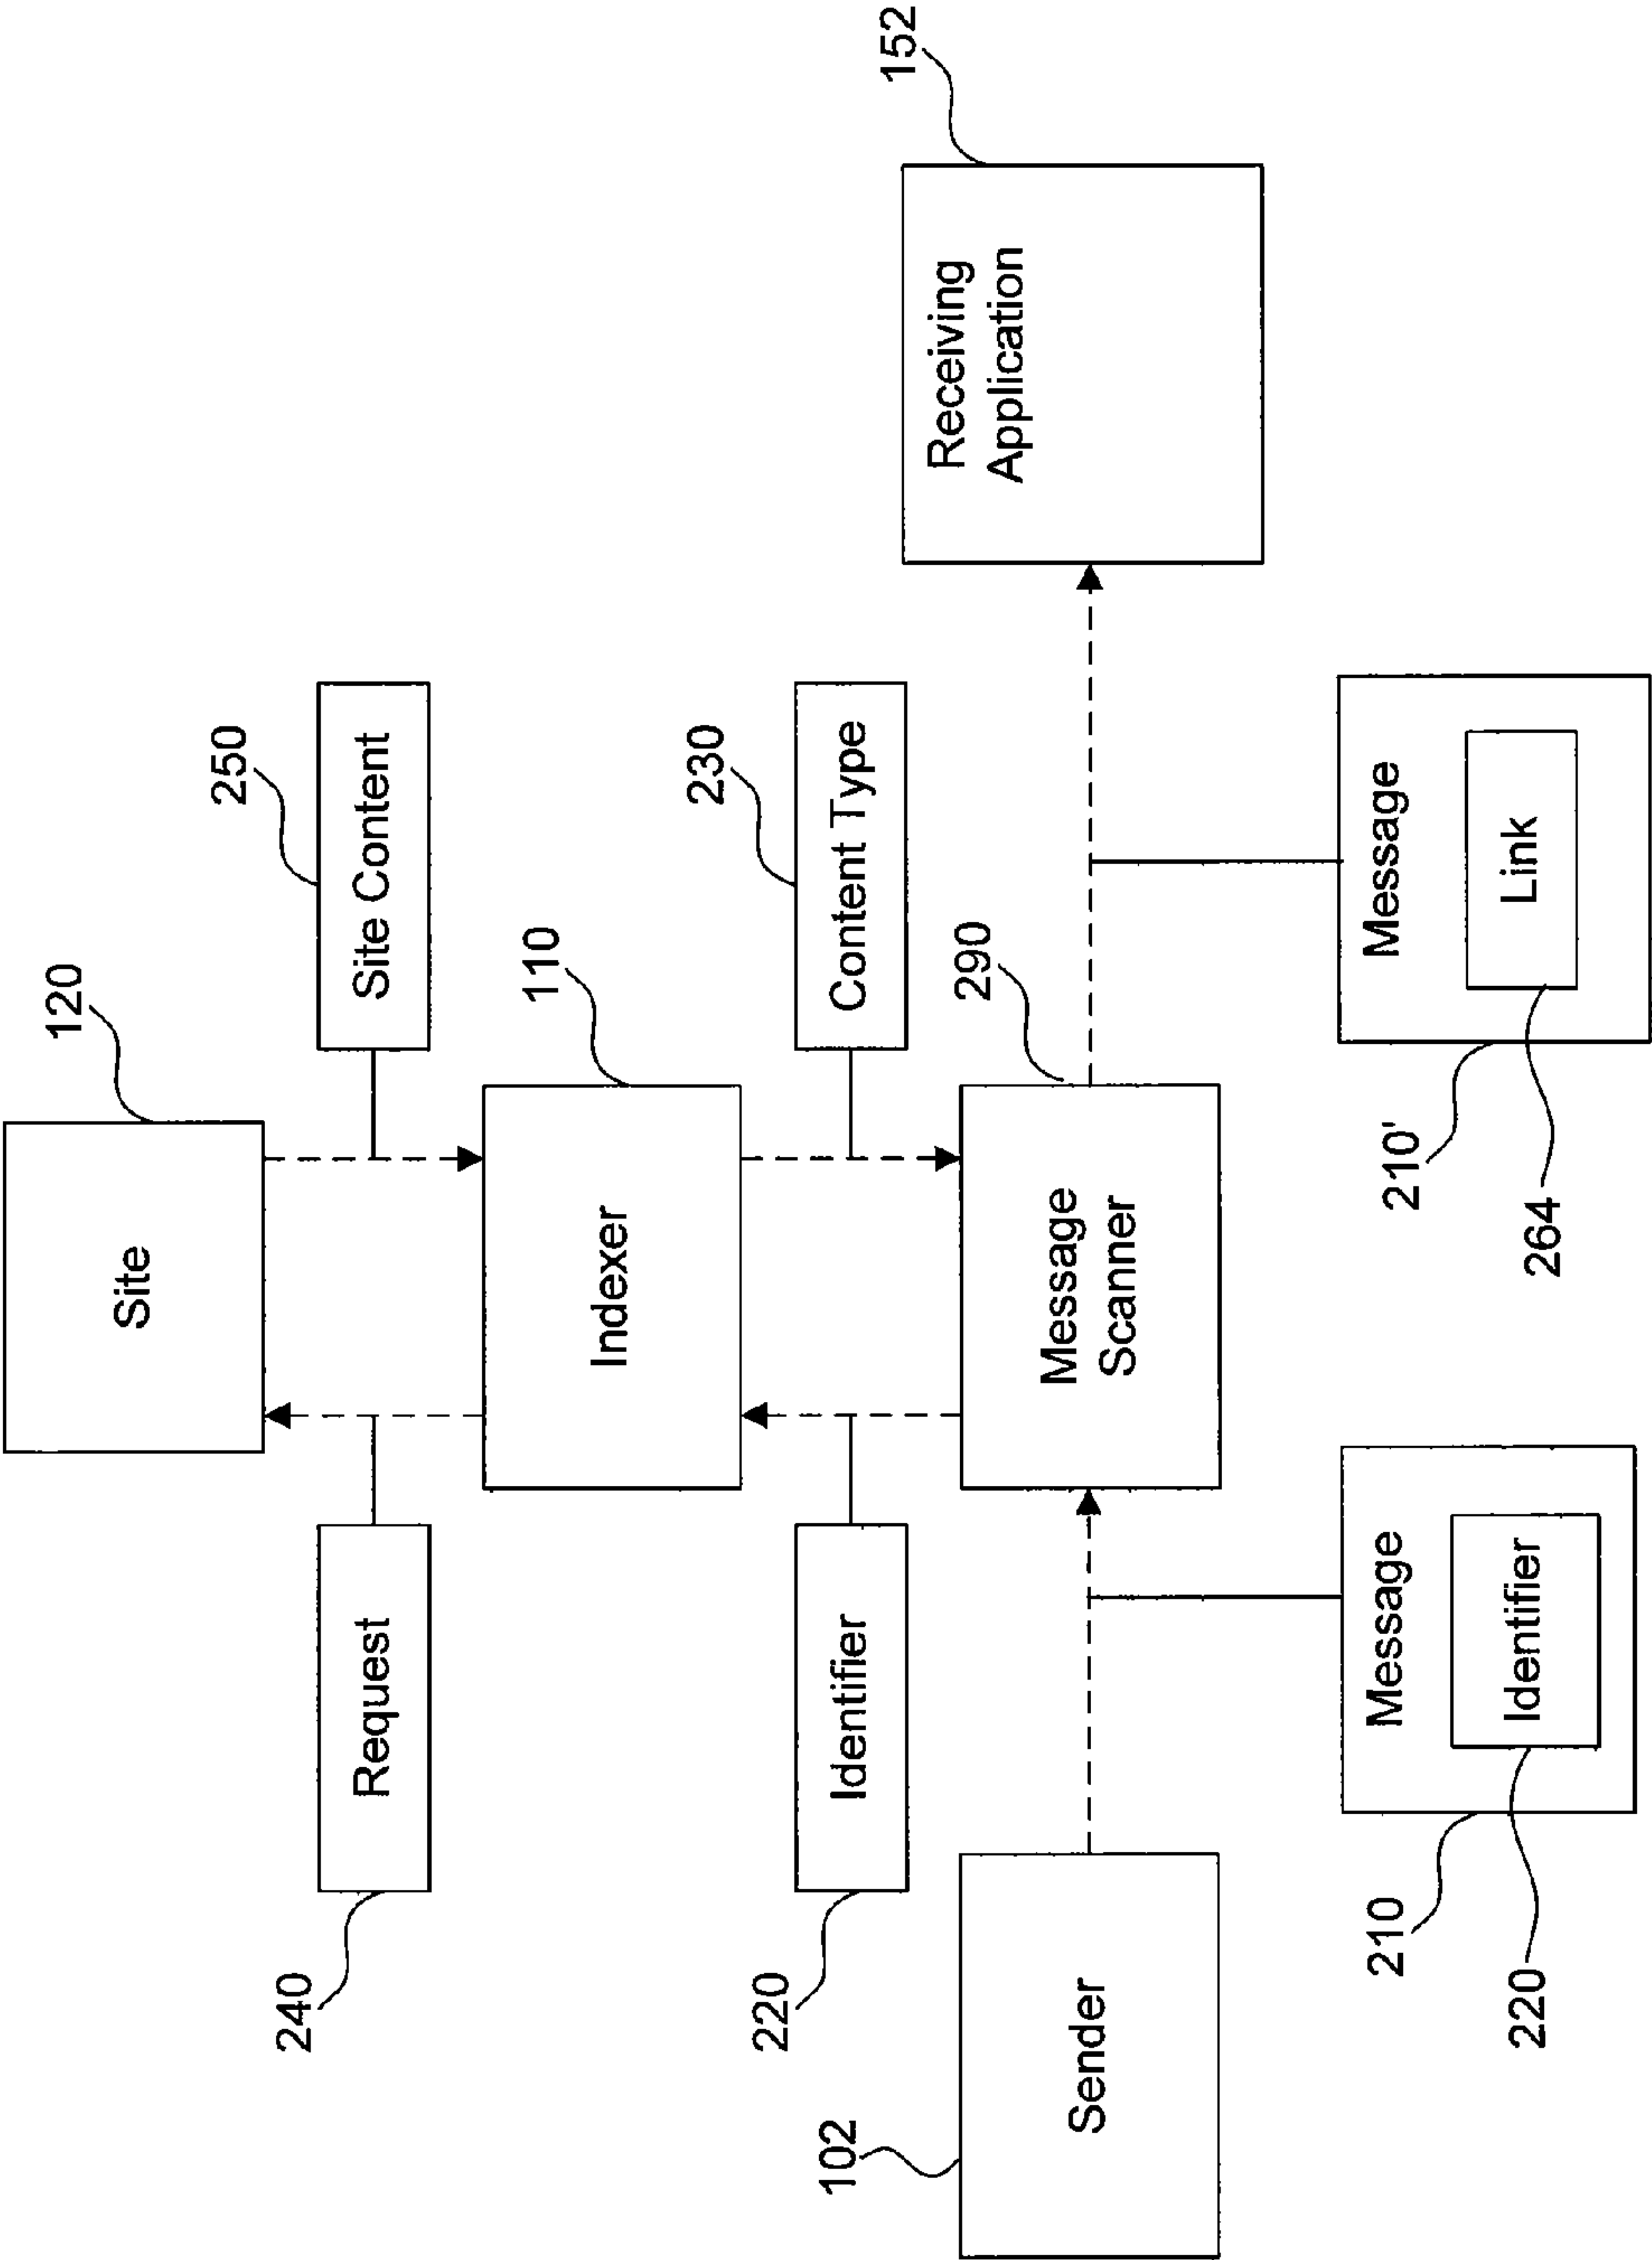 120
Site
240
Request
250
Site Content
110
Indexer
220
Identifier
230
Content Type
102
Sender
290
Message
Scanner
152
Receiving
Application
210
Message
Identifier
220
210'
Message
Link
264